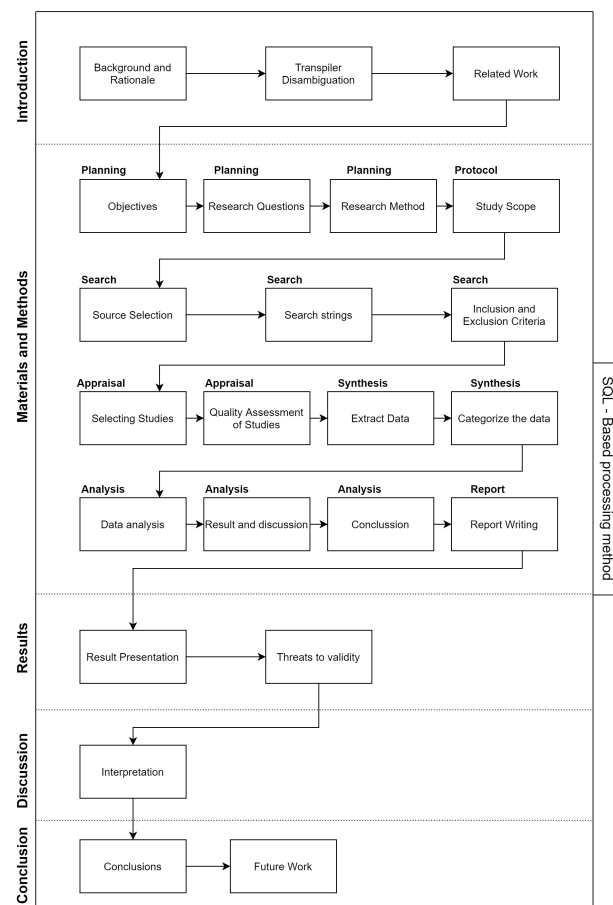 Introduction
Background and
Rationale
Transpiler
Disambiguation
Related Work
Materials and Methods
Planning
Planning
Planning
Protocol
Objectives
Research Questions
Research Method
Study Scope
Search
Search
Search
Source Selection
Search strings
Inclusion and
Exclusion Criteria
Appraisal
Appraisal
Synthesis
Synthesis
Selecting Studies
Quality Assessment
of Studies
Extract Data
Categorize the data
Analysis
Analysis
Analysis
Report
Data analysis
Result and discussion
Conclussion
Report Writing
SQL - Based processing method
Results
Result Presentation
Threats to validity
Discussion
Interpretation
Conclusion
Conclusions
Future Work